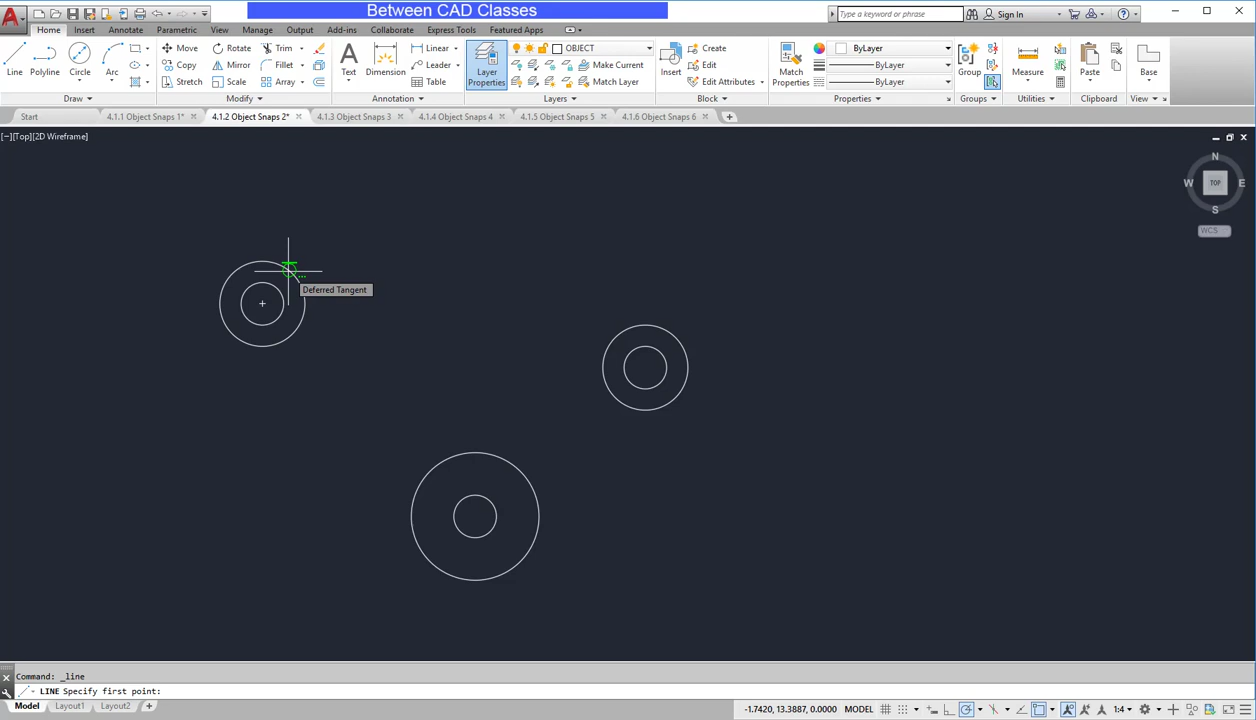 Between CAD Classes
Type a keyword or phrase
Sign In
Home Insert Annotate Parametric View Manage Output Add-ins Collaborate Express Tools Featured Apps
Line Polyline Circle Arc
Draw
Move Rotate Trim
Copy Mirror Fillet
Stretch Scale Array
Modify
Text Dimension
Linear
Leader
Table
Annotation
Layer
Properties
OBJECT
Make Current
Match Layer
Layers
Insert
Create
Edit
Edit Attributes
Block
Match
Properties
ByLayer
ByLayer
ByLayer
Properties
Group
Groups
Measure
Utilities
Paste
Clipboard
Base
View
Start 4.1.1 Object Snaps 1* 4.1.2 Object Snaps 2* 4.1.3 Object Snaps 3 4.1.4 Object Snaps 4 4.1.5 Object Snaps 5 4.1.6 Object Snaps 6
[−][Top][2D Wireframe]
N
W TOP E
S
WCS
Deferred Tangent
Command: _line
LINE Specify first point:
Model Layout1 Layout2
-1.7420, 13.3887, 0.0000 MODEL 1:4